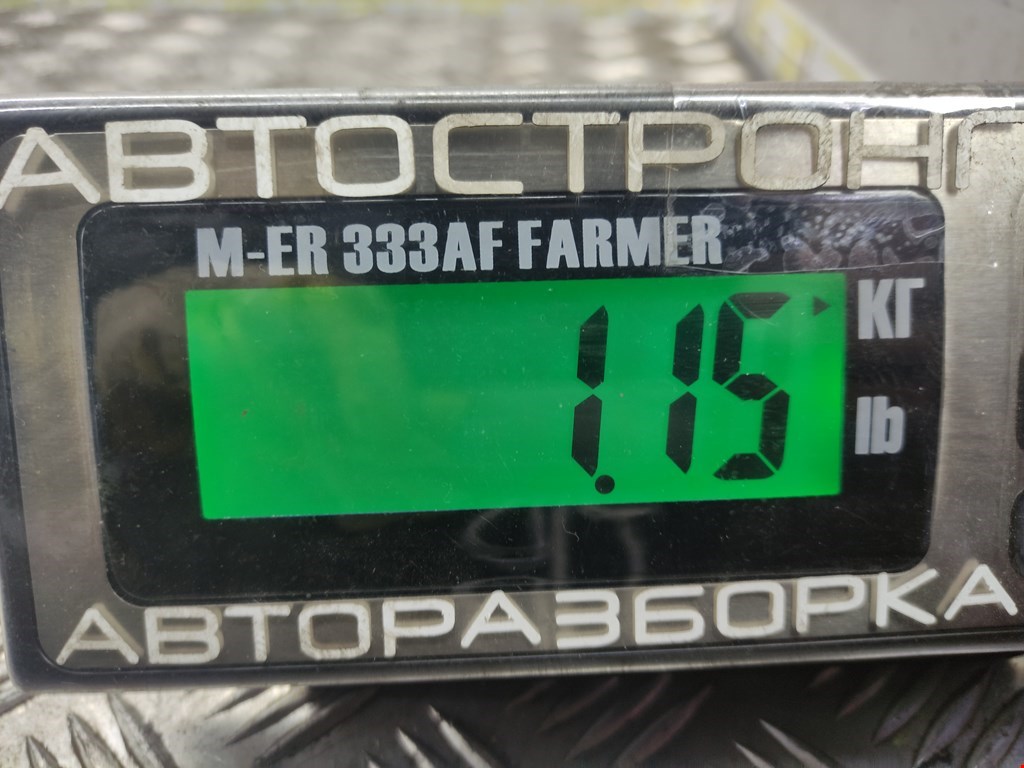 АВТОСТРОНГ
M-ER 333AF FARMER
1.15
КГ
lb
АВТОРАЗБОРКА